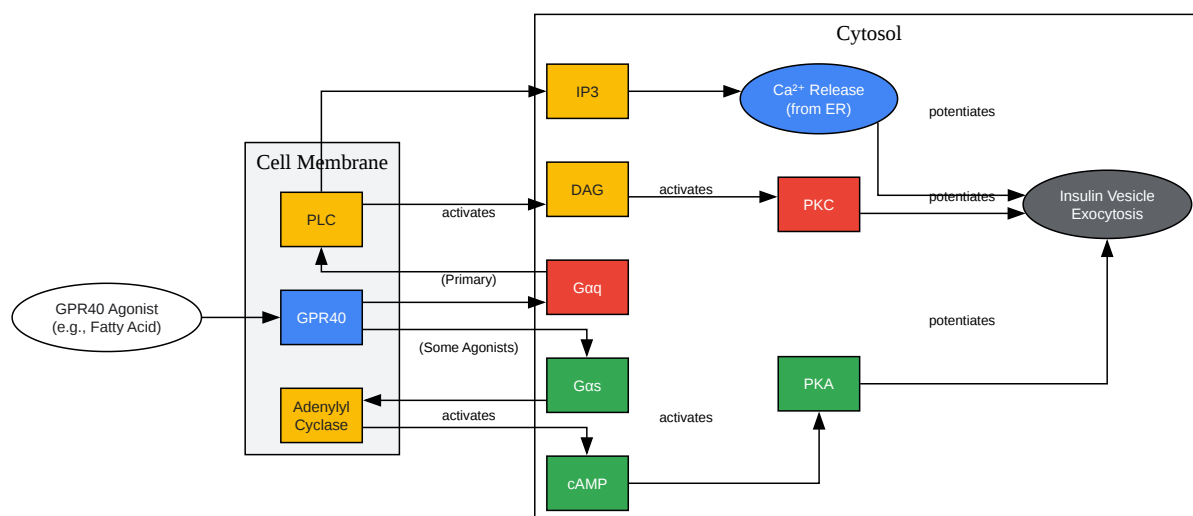 Cytosol
IP3
Ca²⁺ Release
(from ER)
potentiates
Cell Membrane
DAG
activates
PKC
potentiates
Insulin Vesicle
Exocytosis
PLC
activates
(Primary)
Gαq
GPR40 Agonist
(e.g., Fatty Acid)
GPR40
potentiates
(Some Agonists)
Gαs
PKA
Adenylyl
Cyclase
activates
activates
cAMP